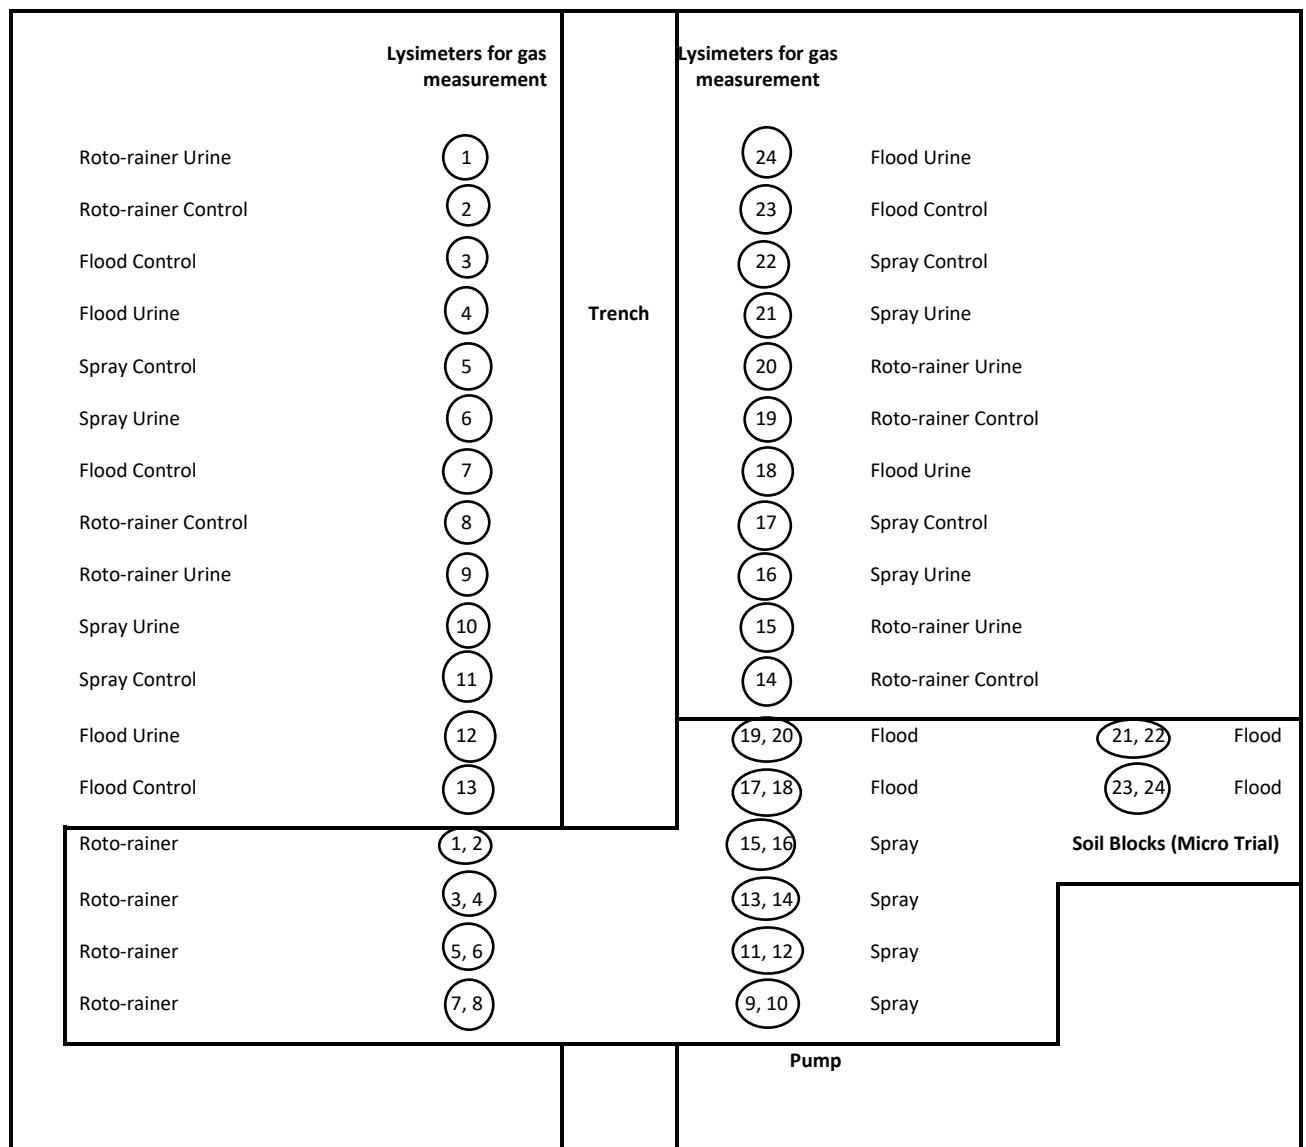 Lysimeters for gas Lysimeters for gas
measurement measurement
Roto-rainer Urine 1 24 Flood Urine
Roto-rainer Control 2 23 Flood Control
Flood Control 3 22 Spray Control
Flood Urine 4 Trench 21 Spray Urine
Spray Control 5 20 Roto-rainer Urine
Spray Urine 6 19 Roto-rainer Control
Flood Control 7 18 Flood Urine
Roto-rainer Control 8 17 Spray Control
Roto-rainer Urine 9 16 Spray Urine
Spray Urine 10 15 Roto-rainer Urine
Spray Control 11 14 Roto-rainer Control
Flood Urine 12 19, 20 Flood 21, 22 Flood
Flood Control 13 17, 18 Flood 23, 24 Flood
Roto-rainer 1, 2 15, 16 Spray Soil Blocks (Micro Trial)
Roto-rainer 3, 4 13, 14 Spray
Roto-rainer 5, 6 11, 12 Spray
Roto-rainer 7, 8 9, 10 Spray
Pump